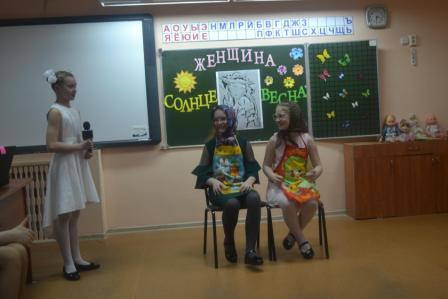 А О У Ы Э Н М Л Р Й Б В Г Д Ж З Ъ
Я Ё Ю И Е П Ф К Т Ш С Х Ц Ч Щ Ь
ЖЕНЩИНА
СОЛНЦЕ
ВЕСНА